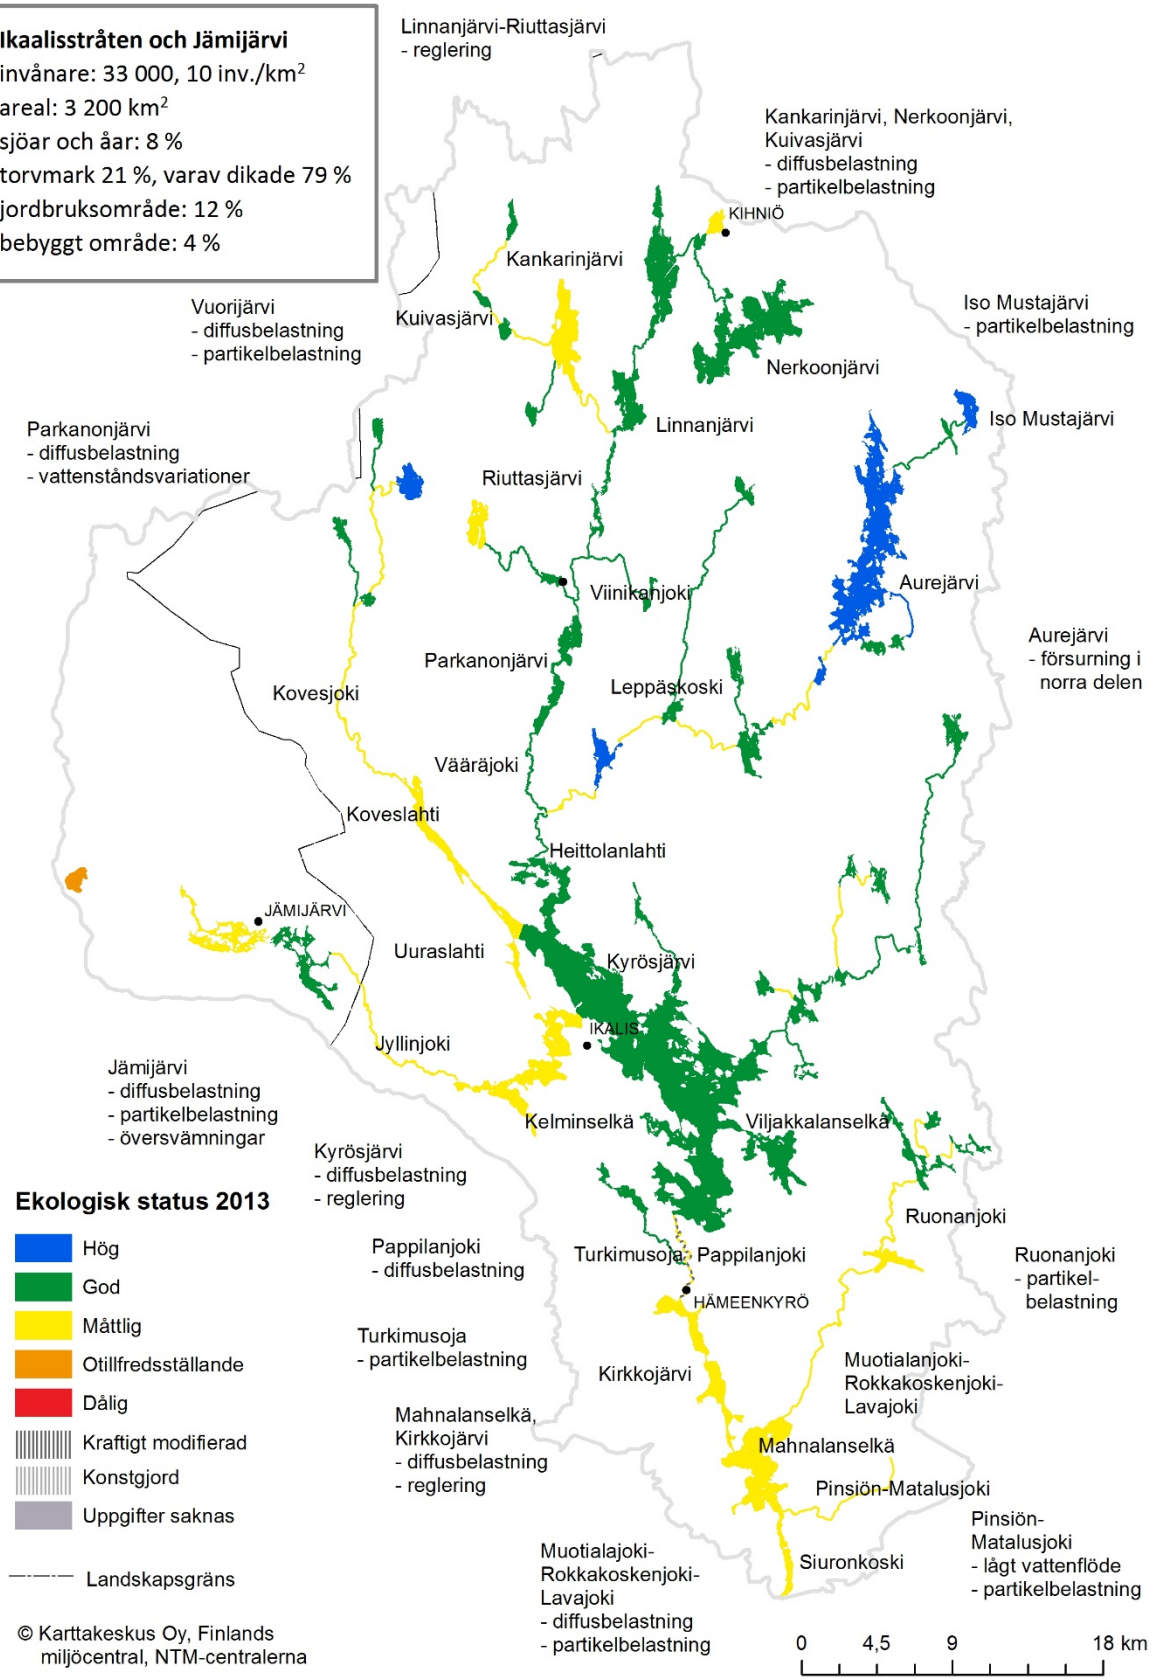 Ikaalisstråten och Jämijärvi
invånare: 33 000, 10 inv./km²
areal: 3 200 km²
sjöar och åar: 8 %
torvmark 21 %, varav dikade 79 %
jordbruksområde: 12 %
bebyggt område: 4 %
Linnanjärvi-Riuttasjärvi
- reglering
Kankarinjärvi, Nerkoonjärvi,
Kuivasjärvi
- diffusbelastning
- partikelbelastning
KIHNIÖ
Kankarinjärvi
Vuorijärvi
- diffusbelastning
- partikelbelastning
Kuivasjärvi
Iso Mustajärvi
- partikelbelastning
Nerkoonjärvi
Parkanonjärvi
- diffusbelastning
- vattenståndsvariationer
Linnanjärvi
Iso Mustajärvi
Riuttasjärvi
Viinikanjoki
Aurejärvi
Aurejärvi
- försurning i
norra delen
Parkanonjärvi
Leppäskoski
Kovesjoki
Vääräjoki
Koveslahti
Heittolanlahti
JÄMIJÄRVI
Uuraslahti
Kyrösjärvi
IKALIS
Jyllinjoki
Jämijärvi
- diffusbelastning
- partikelbelastning
- översvämningar
Kelminselkä
Viljakkalanselkä
Kyrösjärvi
- diffusbelastning
- reglering
Ruonanjoki
Pappilanjoki
- diffusbelastning
Turkimusoja
Pappilanjoki
Ruonanjoki
- partikel-
belastning
HÄMEENKYRÖ
Turkimusoja
- partikelbelastning
Kirkkojärvi
Muotialanjoki-
Rokkakoskenjoki-
Lavajoki
Mahnalanselkä,
Kirkkojärvi
- diffusbelastning
- reglering
Mahnalanselkä
Pinsiön-Matalusjoki
Pinsiön-
Matalusjoki
- lågt vattenflöde
- partikelbelastning
Muotialajoki-
Rokkakoskenjoki-
Lavajoki
- diffusbelastning
- partikelbelastning
Siuronkoski
Ekologisk status 2013
Hög
God
Måttlig
Otillfredsställande
Dålig
Kraftigt modifierad
Konstgjord
Uppgifter saknas
Landskapsgräns
© Karttakeskus Oy, Finlands
miljöcentral, NTM-centralerna
0 4,5 9 18 km